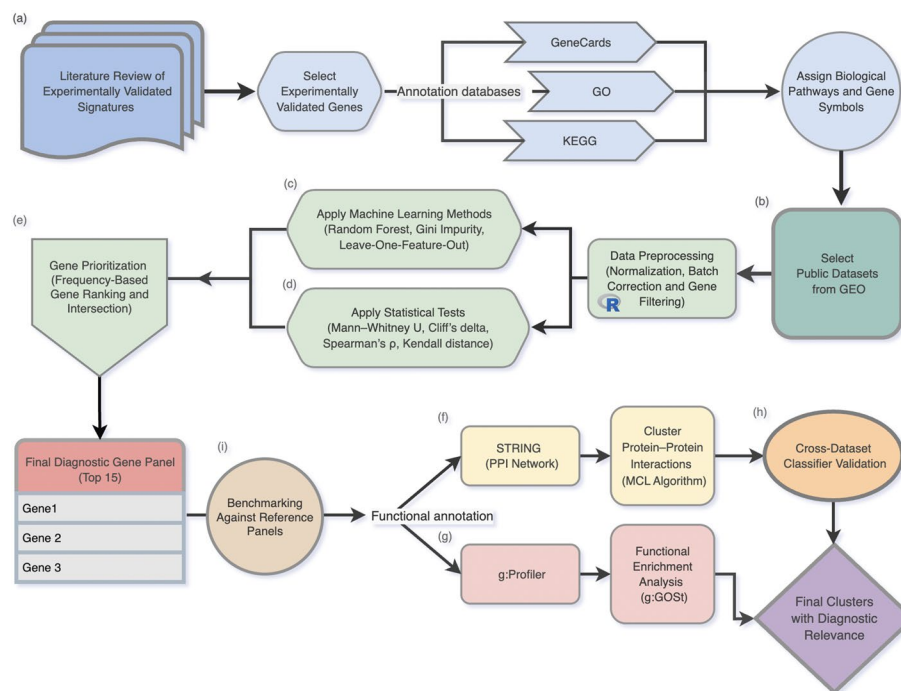 (a)
Literature Review of
Experimentally Validated
Signatures
Select
Experimentally
Validated Genes
Annotation databases
GeneCards
GO
KEGG
Assign Biological
Pathways and Gene
Symbols
(b)
Select
Public Datasets
from GEO
Data Preprocessing
(Normalization, Batch
Correction and Gene
Filtering)
R
(c)
Apply Machine Learning Methods
(Random Forest, Gini Impurity,
Leave-One-Feature-Out)
(d)
Apply Statistical Tests
(Mann–Whitney U, Cliff's delta,
Spearman's ρ, Kendall distance)
(e)
Gene Prioritization
(Frequency-Based
Gene Ranking and
Intersection)
Final Diagnostic Gene Panel
(Top 15)
Gene1
Gene 2
Gene 3
(i)
Benchmarking
Against Reference
Panels
Functional annotation
(f)
STRING
(PPI Network)
Cluster
Protein–Protein
Interactions
(MCL Algorithm)
(g)
g:Profiler
Functional
Enrichment
Analysis
(g:GOSt)
(h)
Cross-Dataset
Classifier Validation
Final Clusters
with Diagnostic
Relevance